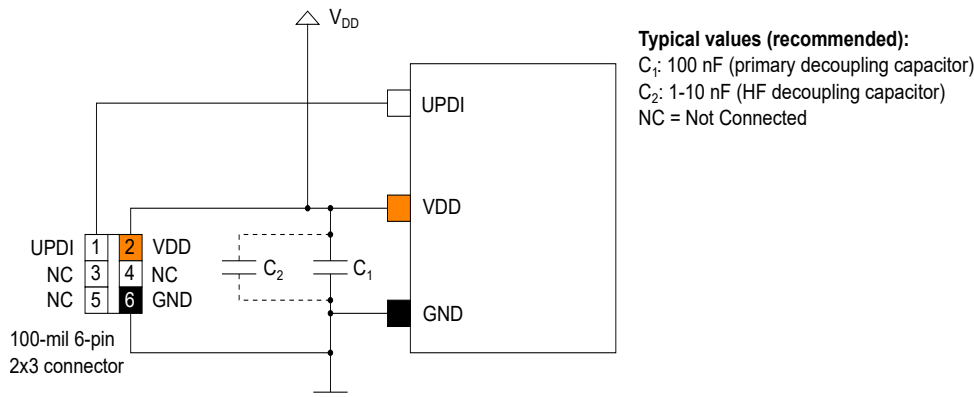 V_DD
Typical values (recommended):
C₁: 100 nF (primary decoupling capacitor)
C₂: 1-10 nF (HF decoupling capacitor)
NC = Not Connected
UPDI
VDD
UPDI 1 2 VDD
NC 3 4 NC
NC 5 6 GND
C₂ C₁
GND
100-mil 6-pin
2x3 connector